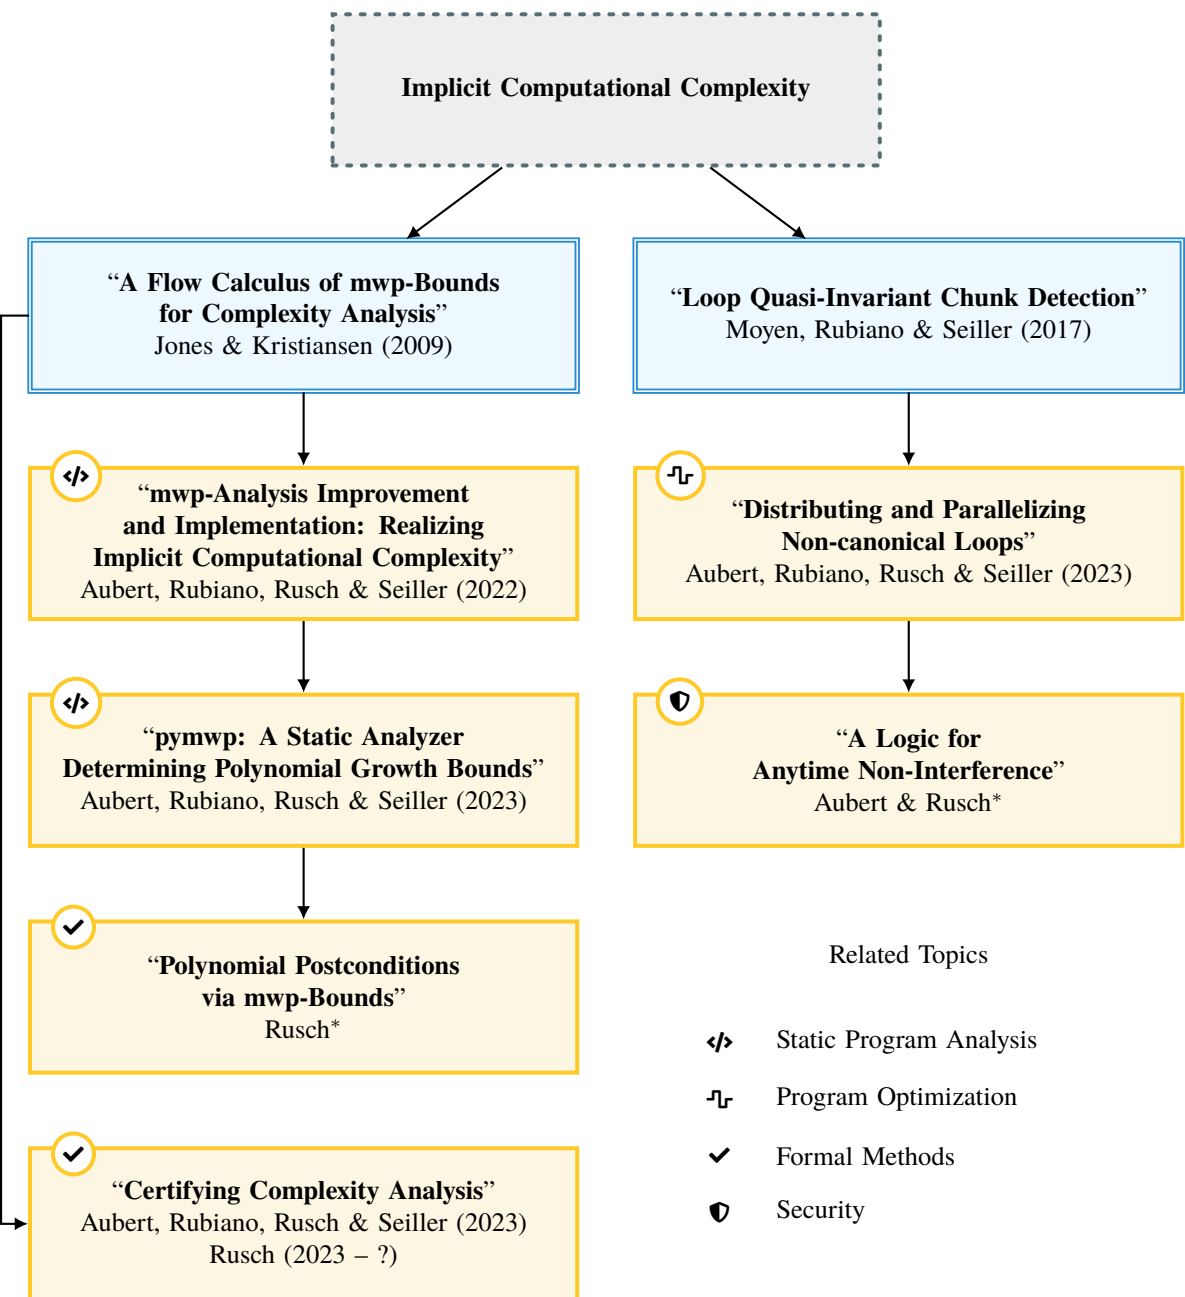 Implicit Computational Complexity
“A Flow Calculus of mwp-Bounds
for Complexity Analysis”
Jones & Kristiansen (2009)
“Loop Quasi-Invariant Chunk Detection”
Moyen, Rubiano & Seiller (2017)
“mwp-Analysis Improvement
and Implementation: Realizing
Implicit Computational Complexity”
Aubert, Rubiano, Rusch & Seiller (2022)
“Distributing and Parallelizing
Non-canonical Loops”
Aubert, Rubiano, Rusch & Seiller (2023)
“pymwp: A Static Analyzer
Determining Polynomial Growth Bounds”
Aubert, Rubiano, Rusch & Seiller (2023)
“A Logic for
Anytime Non-Interference”
Aubert & Rusch*
“Polynomial Postconditions
via mwp-Bounds”
Rusch*
“Certifying Complexity Analysis”
Aubert, Rubiano, Rusch & Seiller (2023)
Rusch (2023 – ?)
Related Topics
Static Program Analysis
Program Optimization
Formal Methods
Security